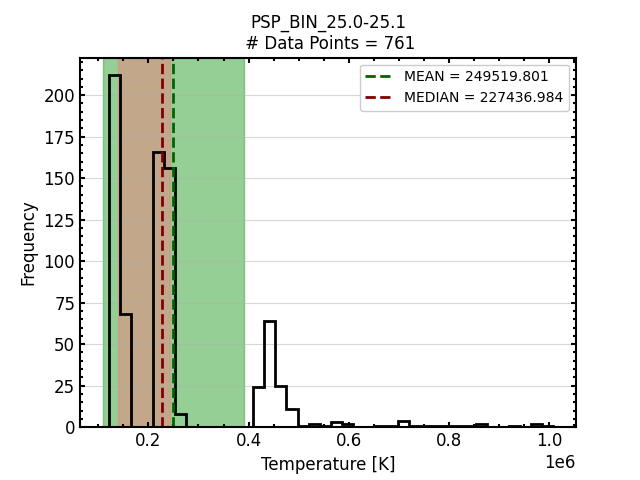 PSP_BIN_25.0-25.1
# Data Points = 761
MEAN = 249519.801
MEDIAN = 227436.984
Frequency
200
175
150
125
100
75
50
25
0
0.2
0.4
0.6
0.8
1.0
1e6
Temperature [K]